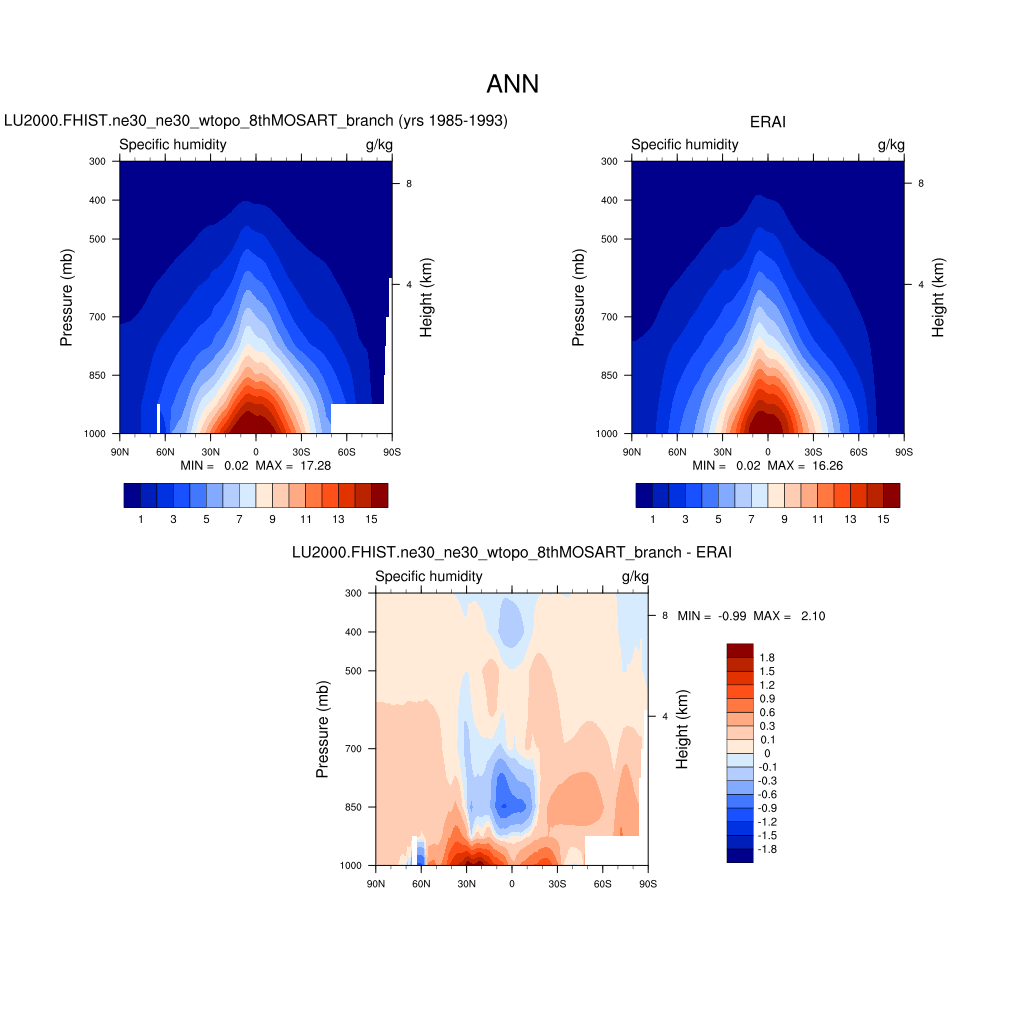 ANN
LU2000.FHIST.ne30_ne30_wtopo_8thMOSART_branch (yrs 1985-1993)
Specific humidity g/kg
300
400
500
700
850
1000
Pressure (mb)
8
4
Height (km)
90N 60N 30N 0 30S 60S 90S
MIN = 0.02 MAX = 17.28
1 3 5 7 9 11 13 15
ERAI
Specific humidity g/kg
300
400
500
700
850
1000
Pressure (mb)
8
4
Height (km)
90N 60N 30N 0 30S 60S 90S
MIN = 0.02 MAX = 16.26
1 3 5 7 9 11 13 15
LU2000.FHIST.ne30_ne30_wtopo_8thMOSART_branch - ERAI
Specific humidity g/kg
300
400
500
700
850
1000
Pressure (mb)
8
4
Height (km)
90N 60N 30N 0 30S 60S 90S
MIN = -0.99 MAX = 2.10
1.8
1.5
1.2
0.9
0.6
0.3
0.1
0
-0.1
-0.3
-0.6
-0.9
-1.2
-1.5
-1.8